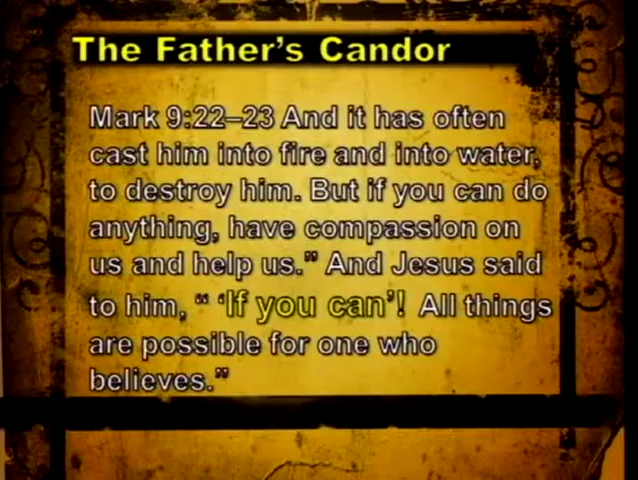 The Father's Candor
Mark 9:22–23 And it has often
cast him into fire and into water,
to destroy him. But if you can do
anything, have compassion on
us and help us.” And Jesus said
to him, “ ‘If you can’! All things
are possible for one who
believes.”